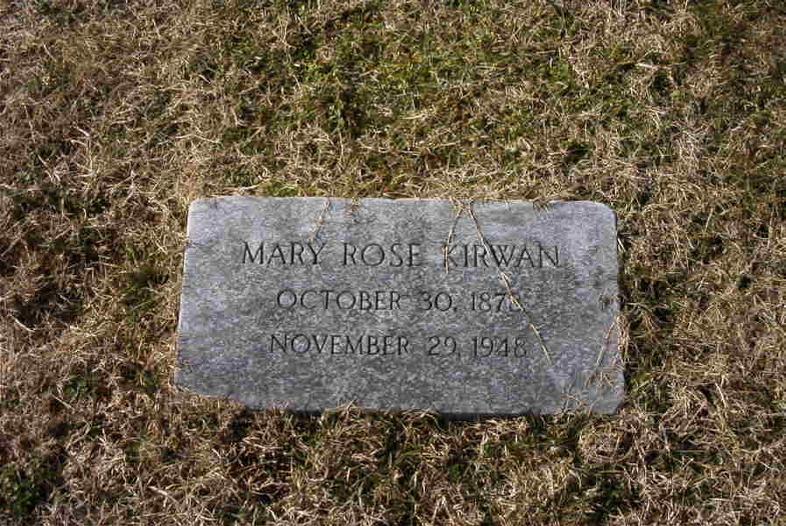 MARY ROSE KIRWAN
OCTOBER 30,
NOVEMBER 29, 1948